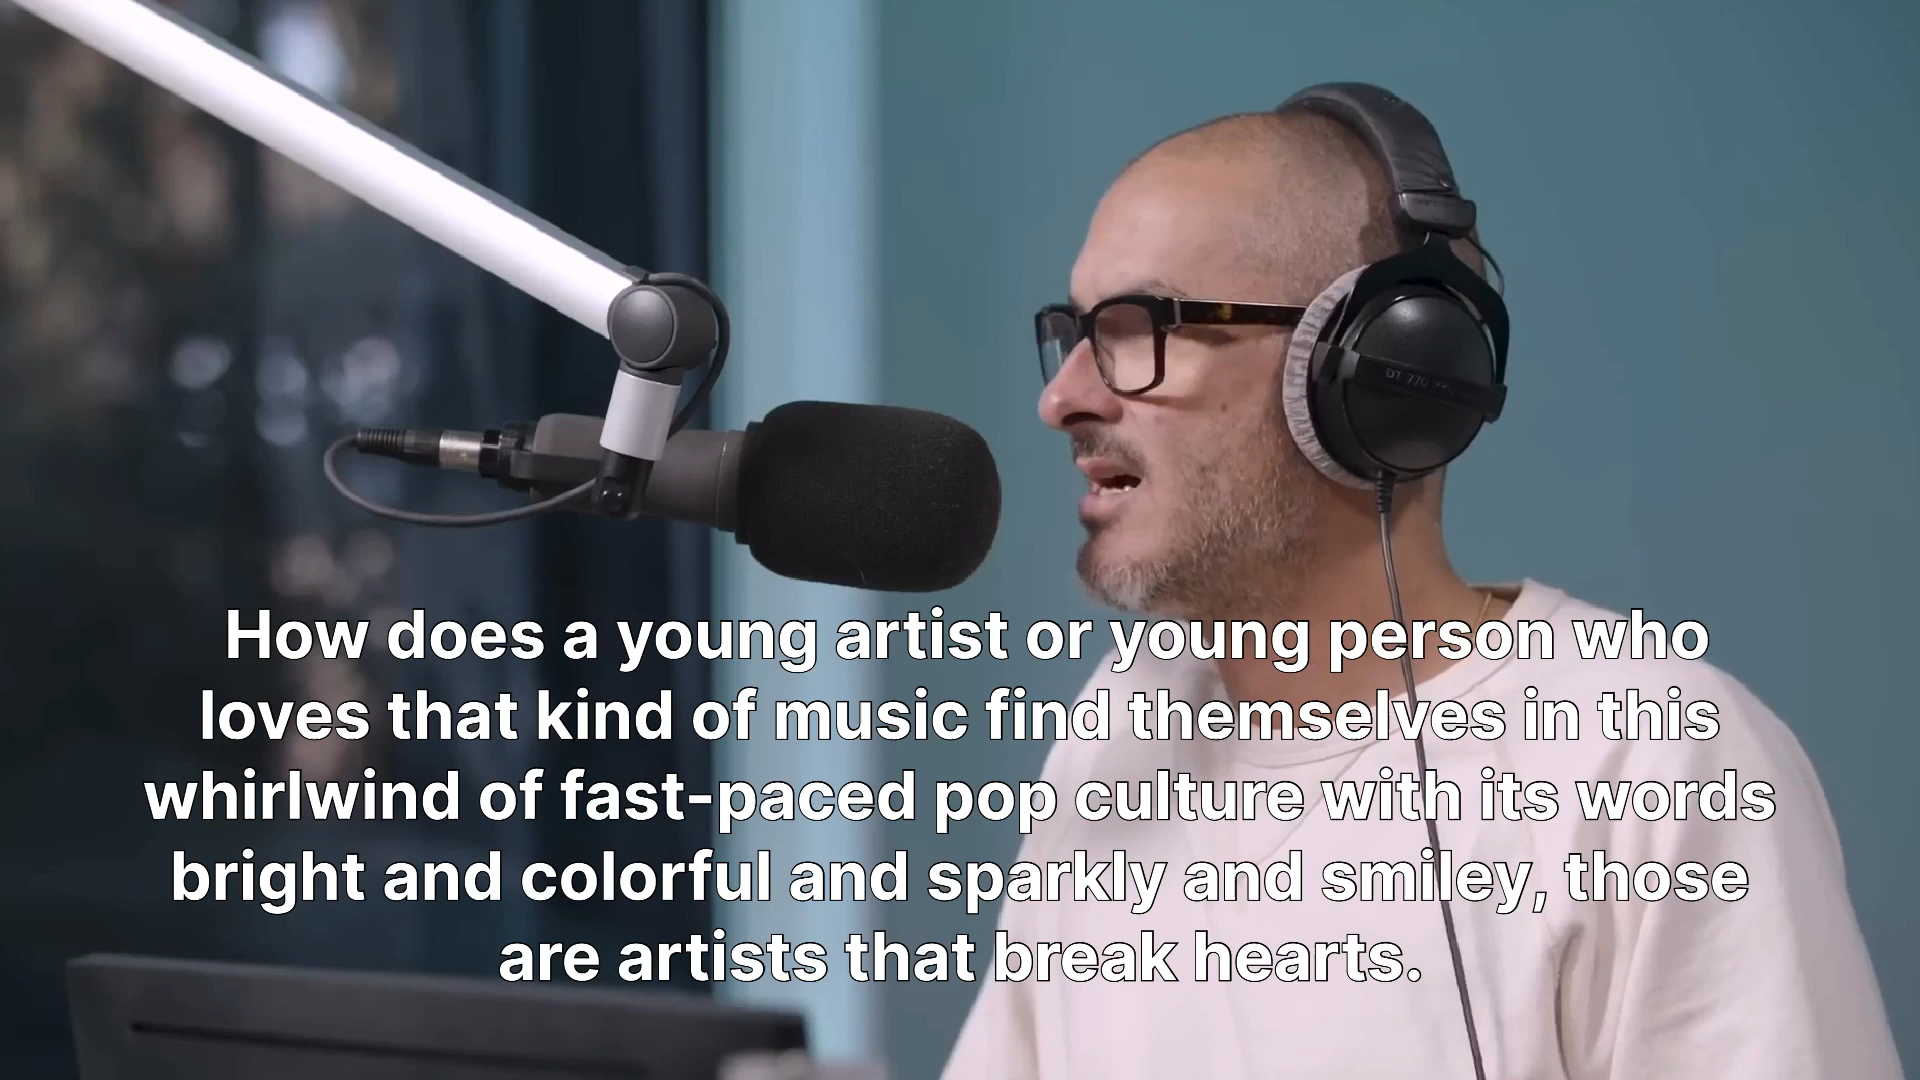 DT 770
How does a young artist or young person who
loves that kind of music find themselves in this
whirlwind of fast-paced pop culture with its words
bright and colorful and sparkly and smiley, those
are artists that break hearts.